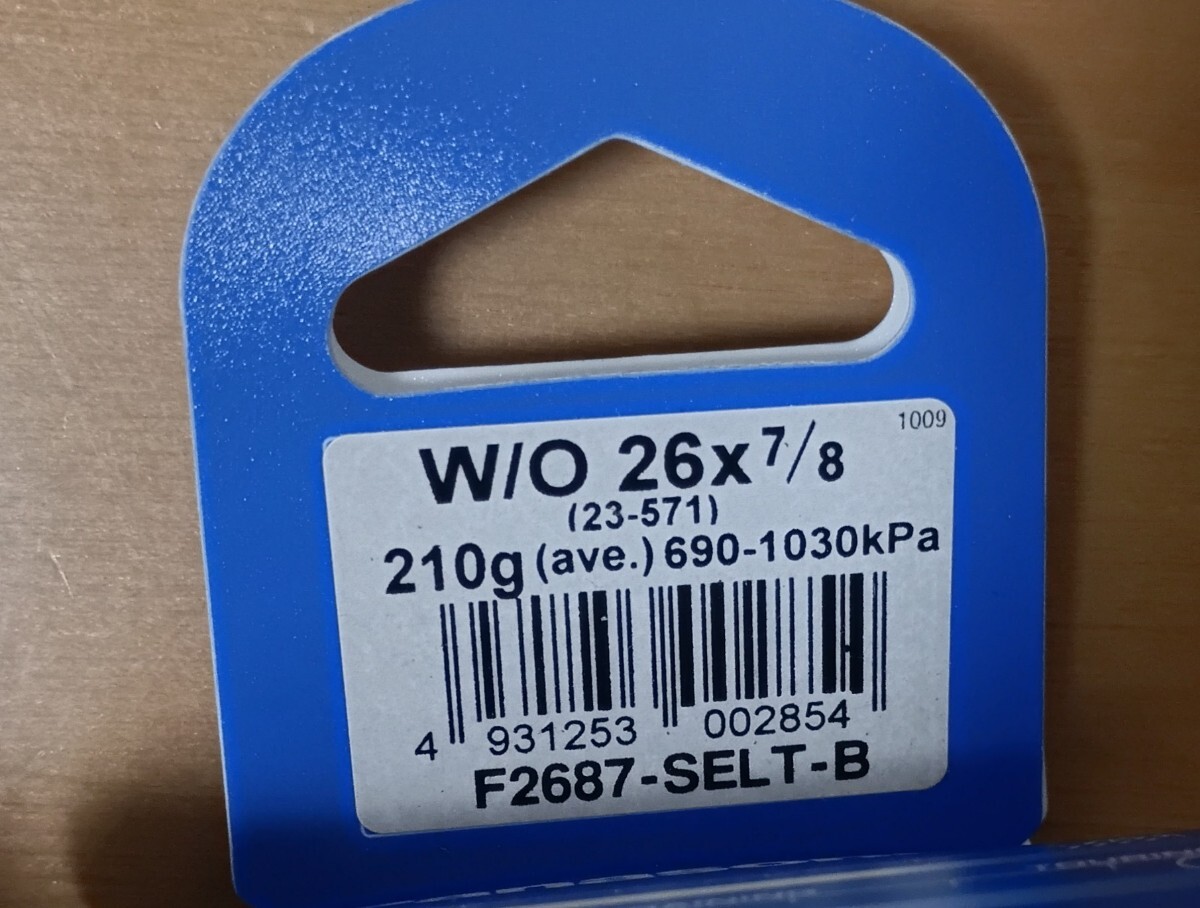 1009
W/O 26x7/8
(23-571)
210g (ave.) 690-1030kPa
4 931253 002854
F2687-SELT-B